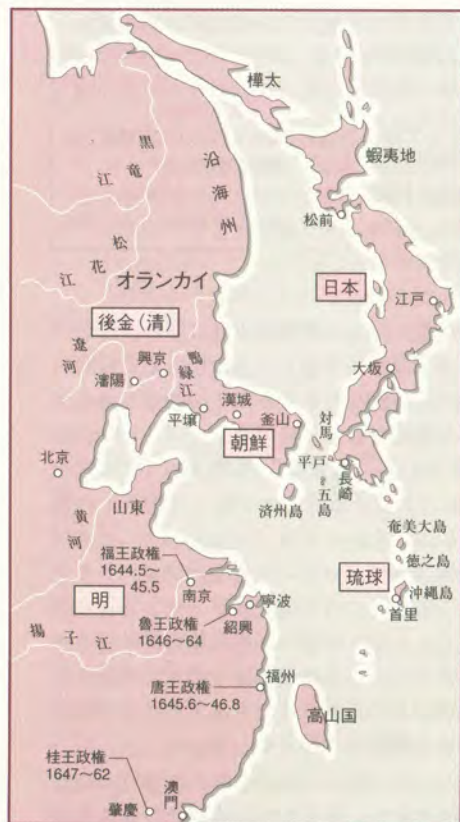 樺太
蝦夷地
松前
日本
江戸
大坂
黒竜江
松花江
沿海州
オランカイ
後金(清)
遼河
興京
瀋陽
鴨緑江
平壌
漢城
釜山
朝鮮
対馬
平戸
長崎
五島
済州島
北京
山東
黄河
奄美大島
徳之島
琉球
沖縄島
首里
福王政権
1644.5～
45.5
明
南京
寧波
魯王政権
1646～64
紹興
揚子江
唐王政権
1645.6～46.8
福州
高山国
桂王政権
1647～62
肇慶
澳門